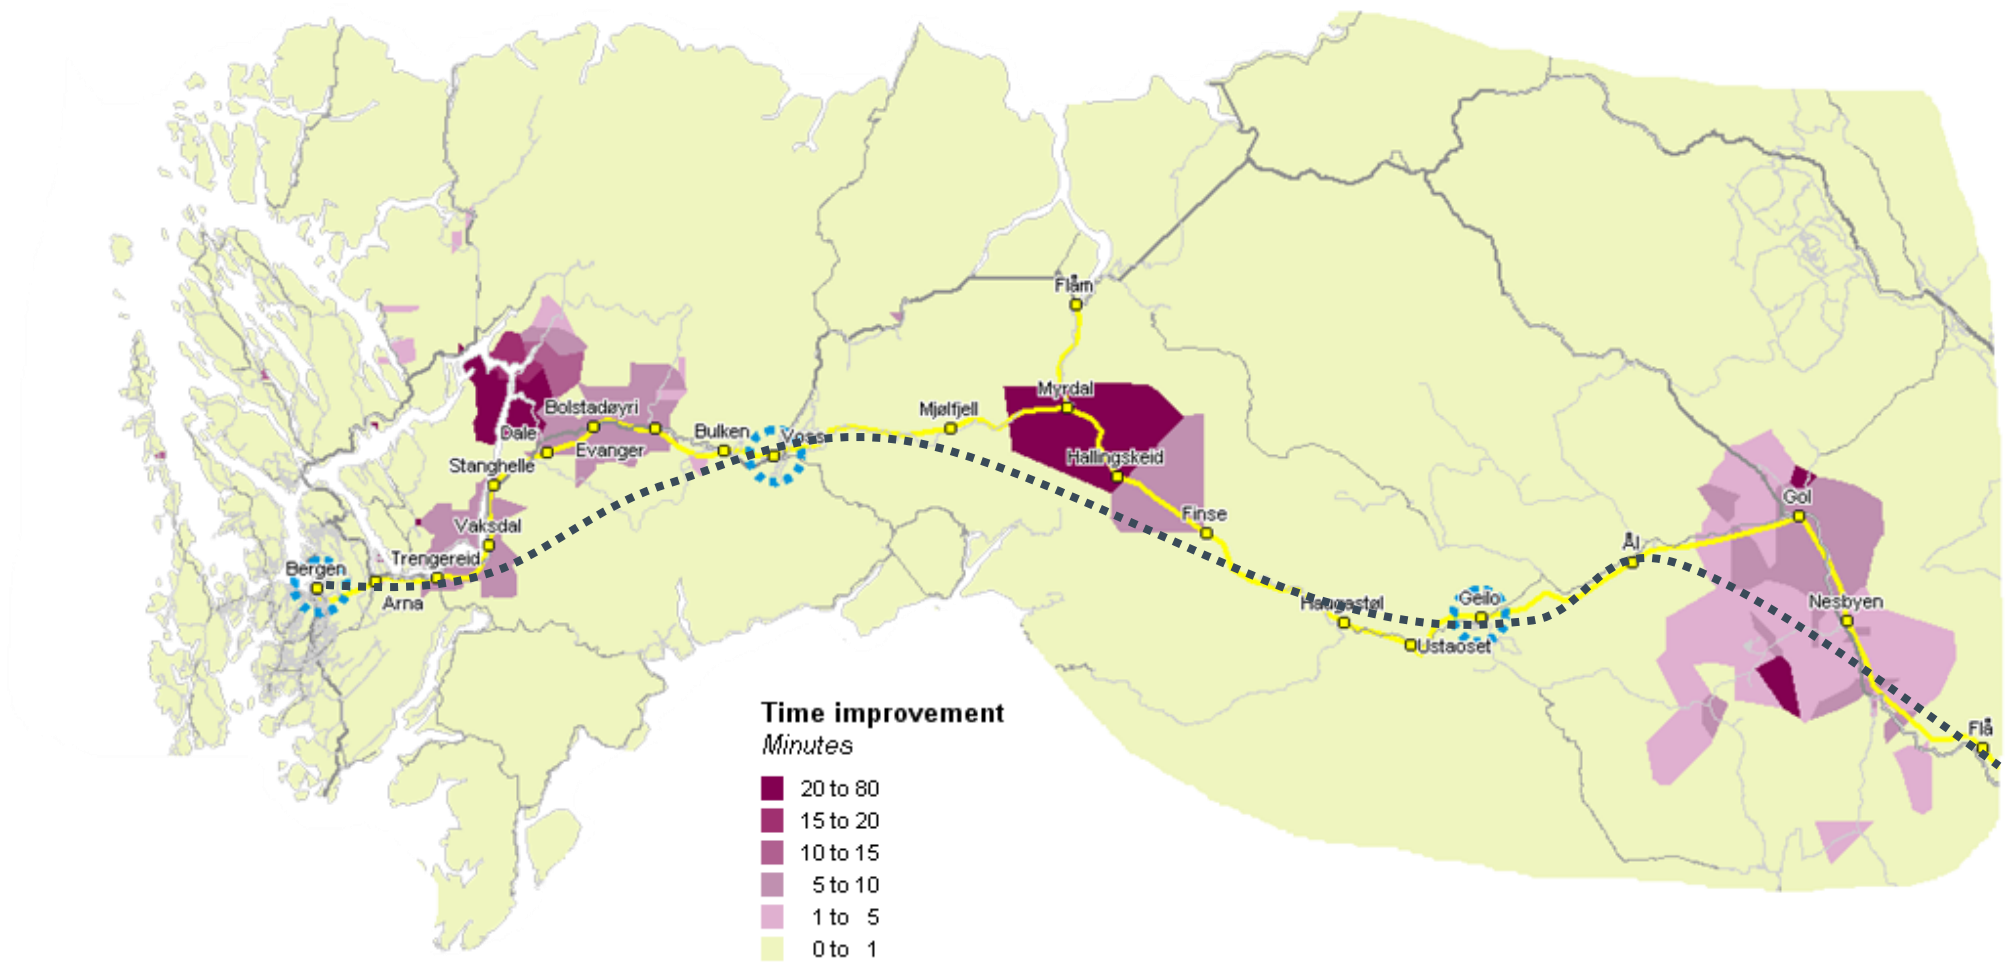 Flåm
Myrdal
Mjølfjell
Bolstadøyri
Dale
Bulken
Voss
Evanger
Stanghelle
Hallingskeid
Vaksdal
Finse
Gol
Ål
Trengereid
Bergen
Arna
Haugastøl
Geilo
Nesbyen
Ustaoset
Flå
Time improvement
Minutes
20 to 80
15 to 20
10 to 15
5 to 10
1 to 5
0 to 1